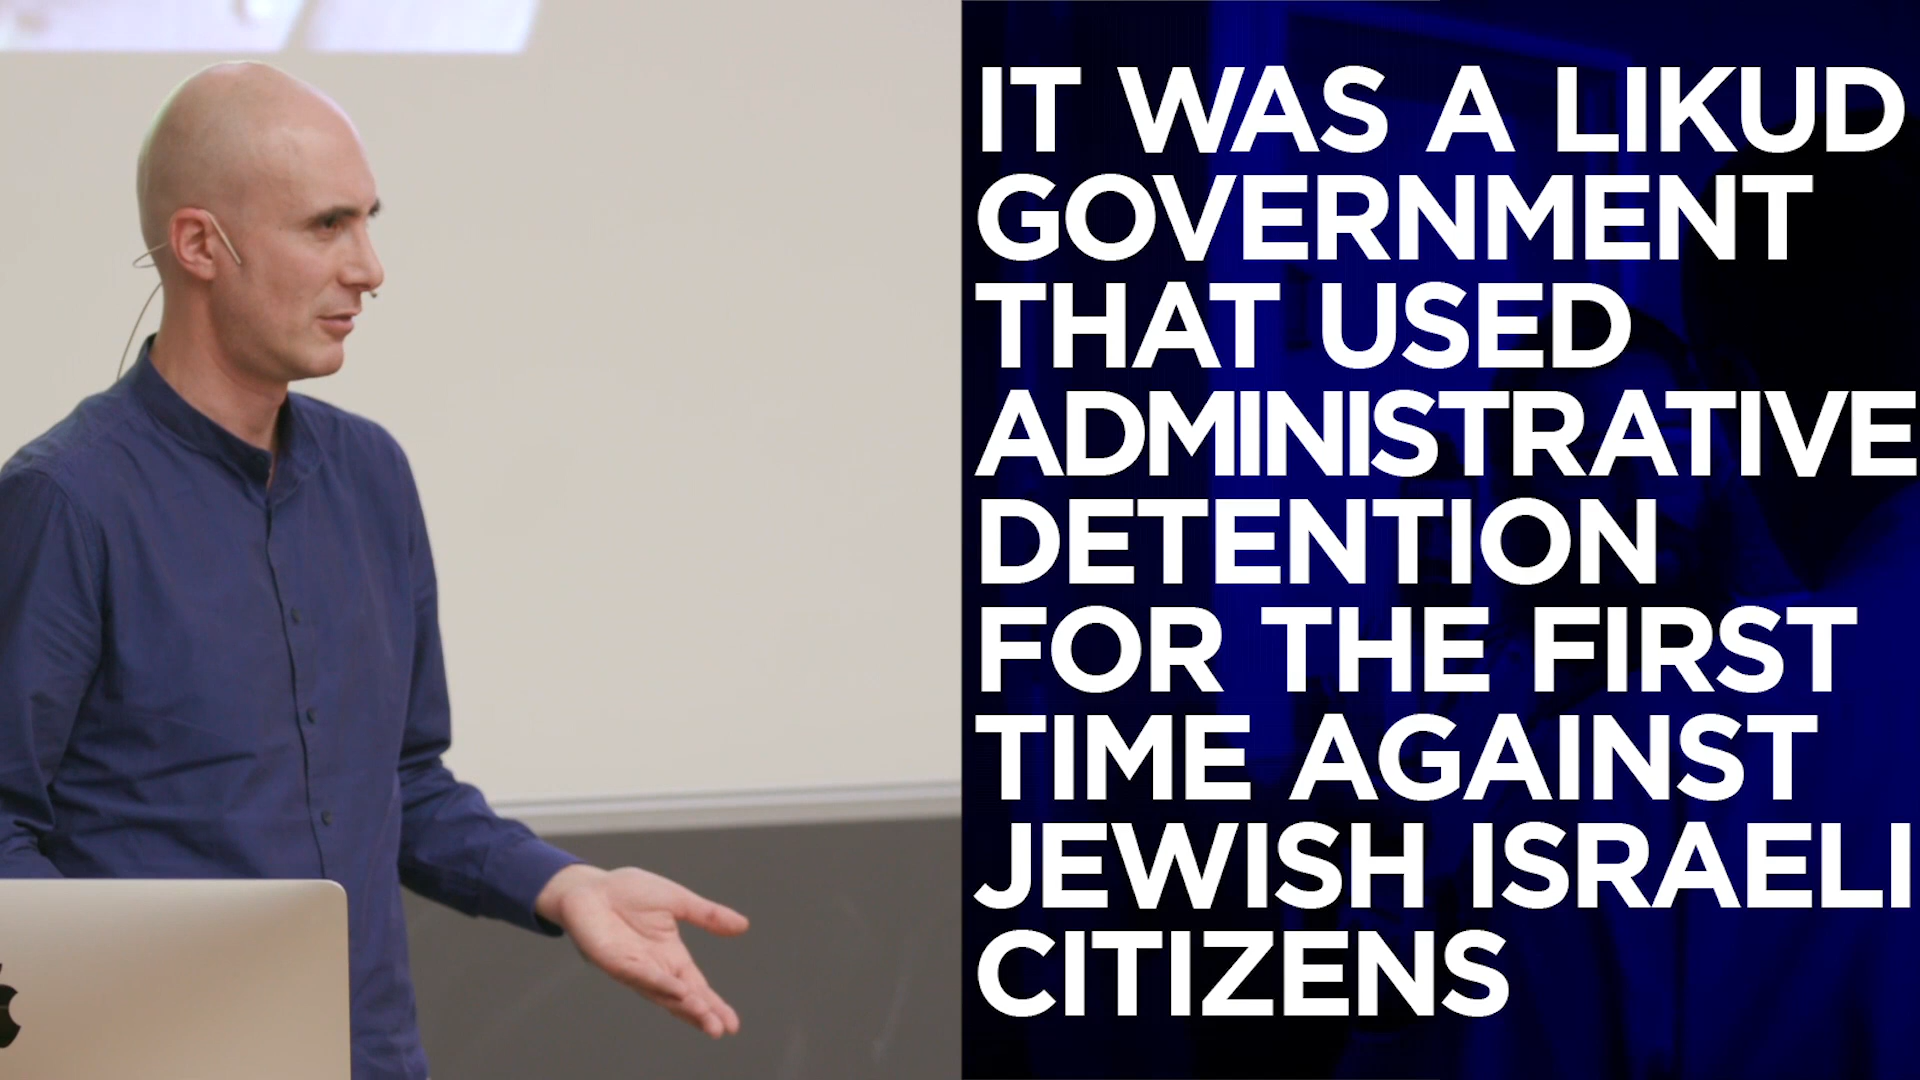 IT WAS A LIKUD
GOVERNMENT
THAT USED
ADMINISTRATIVE
DETENTION
FOR THE FIRST
TIME AGAINST
JEWISH ISRAELI
CITIZENS